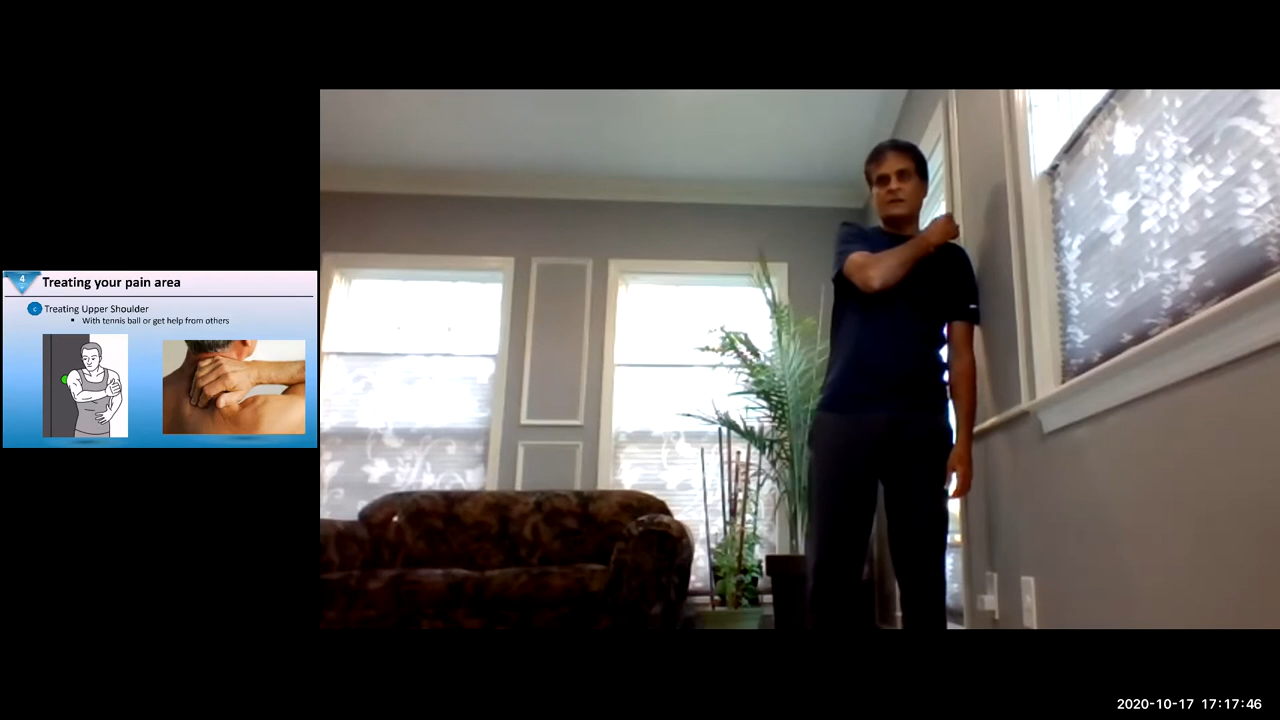 4
Treating your pain area
c Treating Upper Shoulder
▪ With tennis ball or get help from others
2020-10-17 17:17:46